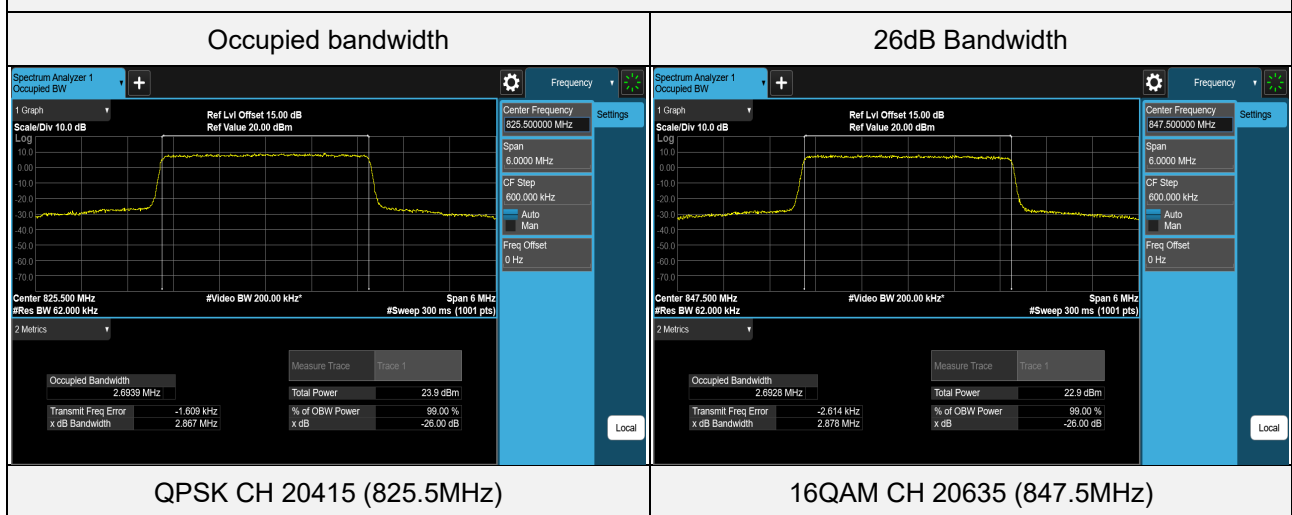 Occupied bandwidth
26dB Bandwidth
Spectrum Analyzer 1
Occupied BW
+
Frequency
1 Graph
Ref Lvl Offset 15.00 dB
Scale/Div 10.0 dB
Ref Value 20.00 dBm
Log
10.0
0.00
-10.0
-20.0
-30.0
-40.0
-50.0
-60.0
-70.0
Center 825.500 MHz
#Video BW 200.00 kHz*
Span 6 MHz
#Res BW 62.000 kHz
#Sweep 300 ms (1001 pts)
Center Frequency
825.500000 MHz
Settings
Span
6.0000 MHz
CF Step
600.000 kHz
Auto
Man
Freq Offset
0 Hz
Local
2 Metrics
Measure Trace Trace 1
Occupied Bandwidth
2.6939 MHz
Total Power 23.9 dBm
Transmit Freq Error -1.609 kHz % of OBW Power 99.00 %
x dB Bandwidth 2.867 MHz x dB -26.00 dB
Spectrum Analyzer 1
Occupied BW
+
Frequency
1 Graph
Ref Lvl Offset 15.00 dB
Scale/Div 10.0 dB
Ref Value 20.00 dBm
Log
10.0
0.00
-10.0
-20.0
-30.0
-40.0
-50.0
-60.0
-70.0
Center 847.500 MHz
#Video BW 200.00 kHz*
Span 6 MHz
#Res BW 62.000 kHz
#Sweep 300 ms (1001 pts)
Center Frequency
847.500000 MHz
Settings
Span
6.0000 MHz
CF Step
600.000 kHz
Auto
Man
Freq Offset
0 Hz
Local
2 Metrics
Measure Trace Trace 1
Occupied Bandwidth
2.6928 MHz
Total Power 22.9 dBm
Transmit Freq Error -2.614 kHz % of OBW Power 99.00 %
x dB Bandwidth 2.878 MHz x dB -26.00 dB
QPSK CH 20415 (825.5MHz)
16QAM CH 20635 (847.5MHz)